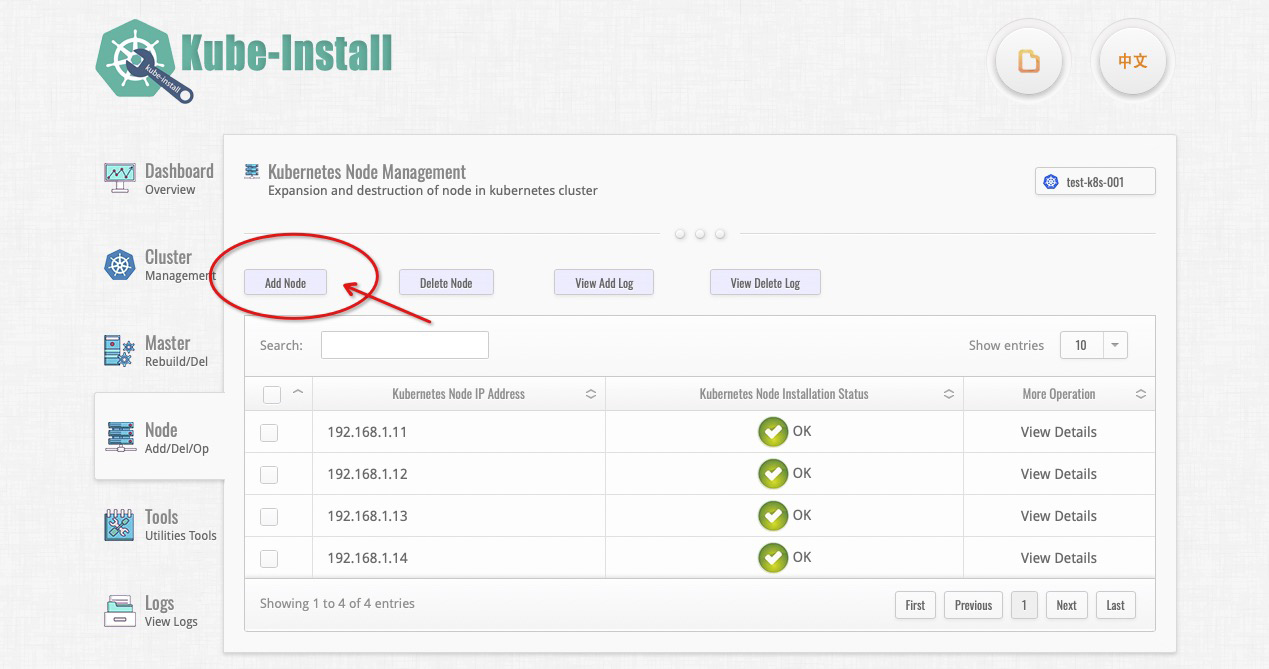 kube-install
Kube-Install
中文
Dashboard
Overview
Cluster
Management
Master
Rebuild/Del
Node
Add/Del/Op
Tools
Utilities Tools
Logs
View Logs
Kubernetes Node Management
Expansion and destruction of node in kubernetes cluster
test-k8s-001
Add Node Delete Node View Add Log View Delete Log
Search: Show entries 10
Kubernetes Node IP Address Kubernetes Node Installation Status More Operation
192.168.1.11 OK View Details
192.168.1.12 OK View Details
192.168.1.13 OK View Details
192.168.1.14 OK View Details
Showing 1 to 4 of 4 entries First Previous 1 Next Last